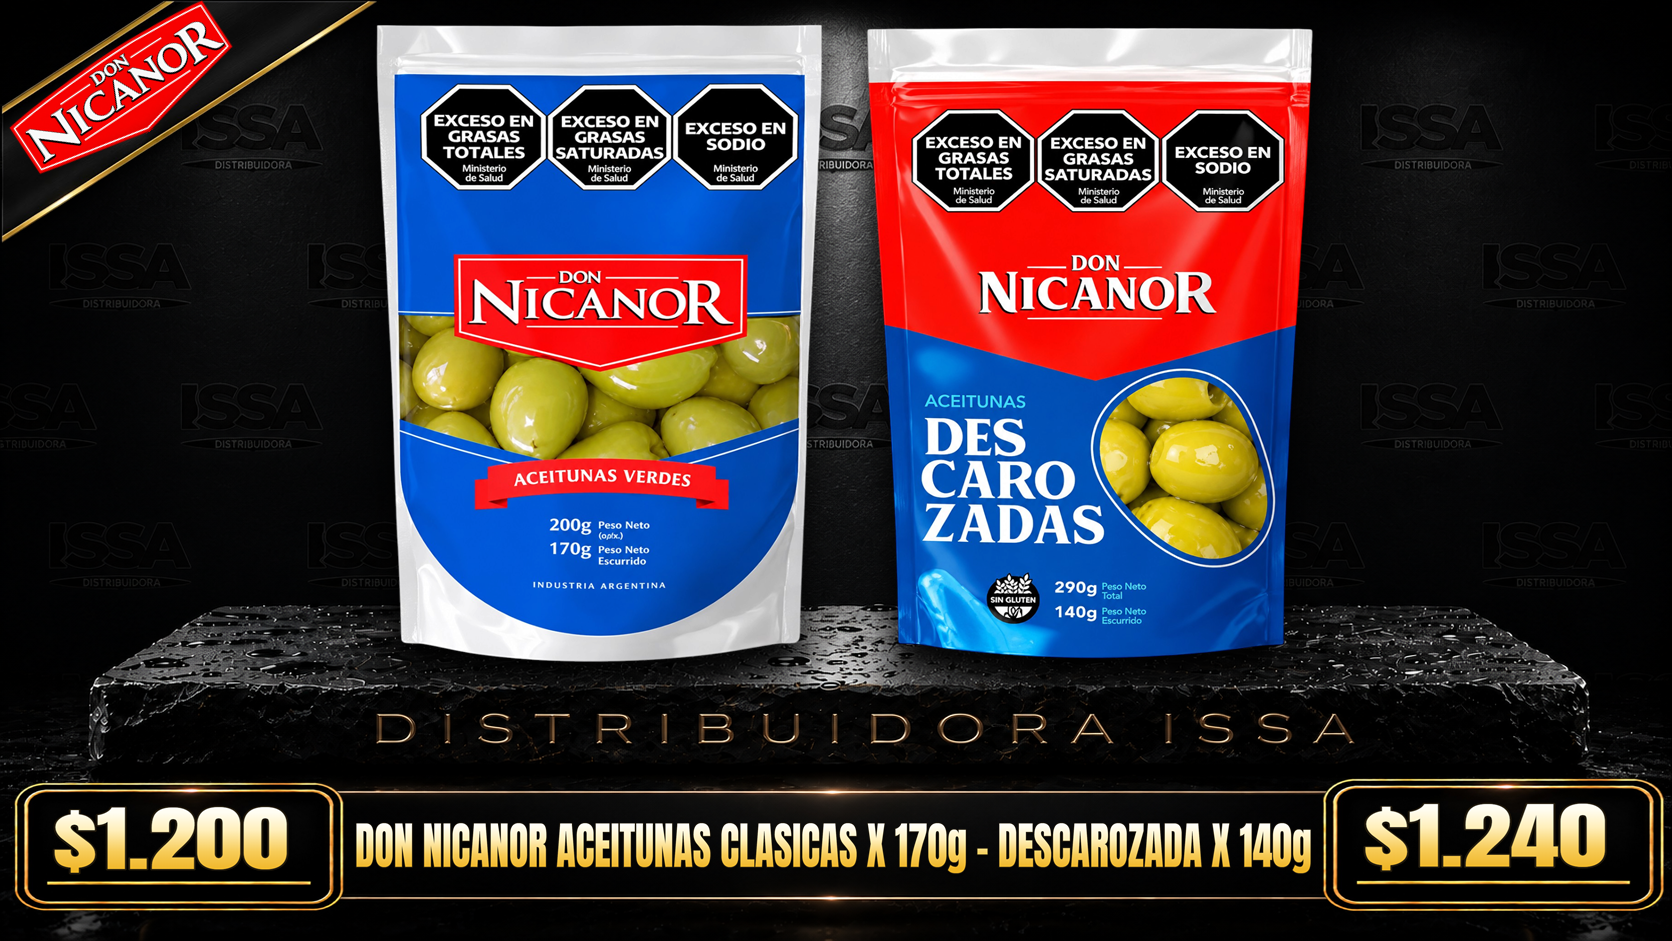 DON
NICANOR
EXCESO EN
GRASAS
TOTALES
Ministerio
de Salud
EXCESO EN
GRASAS
SATURADAS
Ministerio
de Salud
EXCESO EN
SODIO
Ministerio
de Salud
DON
NICANOR
ACEITUNAS VERDES
200g Peso Neto
170g Peso Neto
Escurrido
INDUSTRIA ARGENTINA
EXCESO EN
GRASAS
TOTALES
Ministerio
de Salud
EXCESO EN
GRASAS
SATURADAS
Ministerio
de Salud
EXCESO EN
SODIO
Ministerio
de Salud
DON
NICANOR
ACEITUNAS
DES
CARO
ZADAS
SIN GLUTEN
290g Peso Neto
Total
140g Peso Neto
Escurrido
ISSA
DISTRIBUIDORA
DISTRIBUIDORA ISSA
$1.200
DON NICANOR ACEITUNAS CLASICAS X 170g - DESCAROZADA X 140g
$1.240